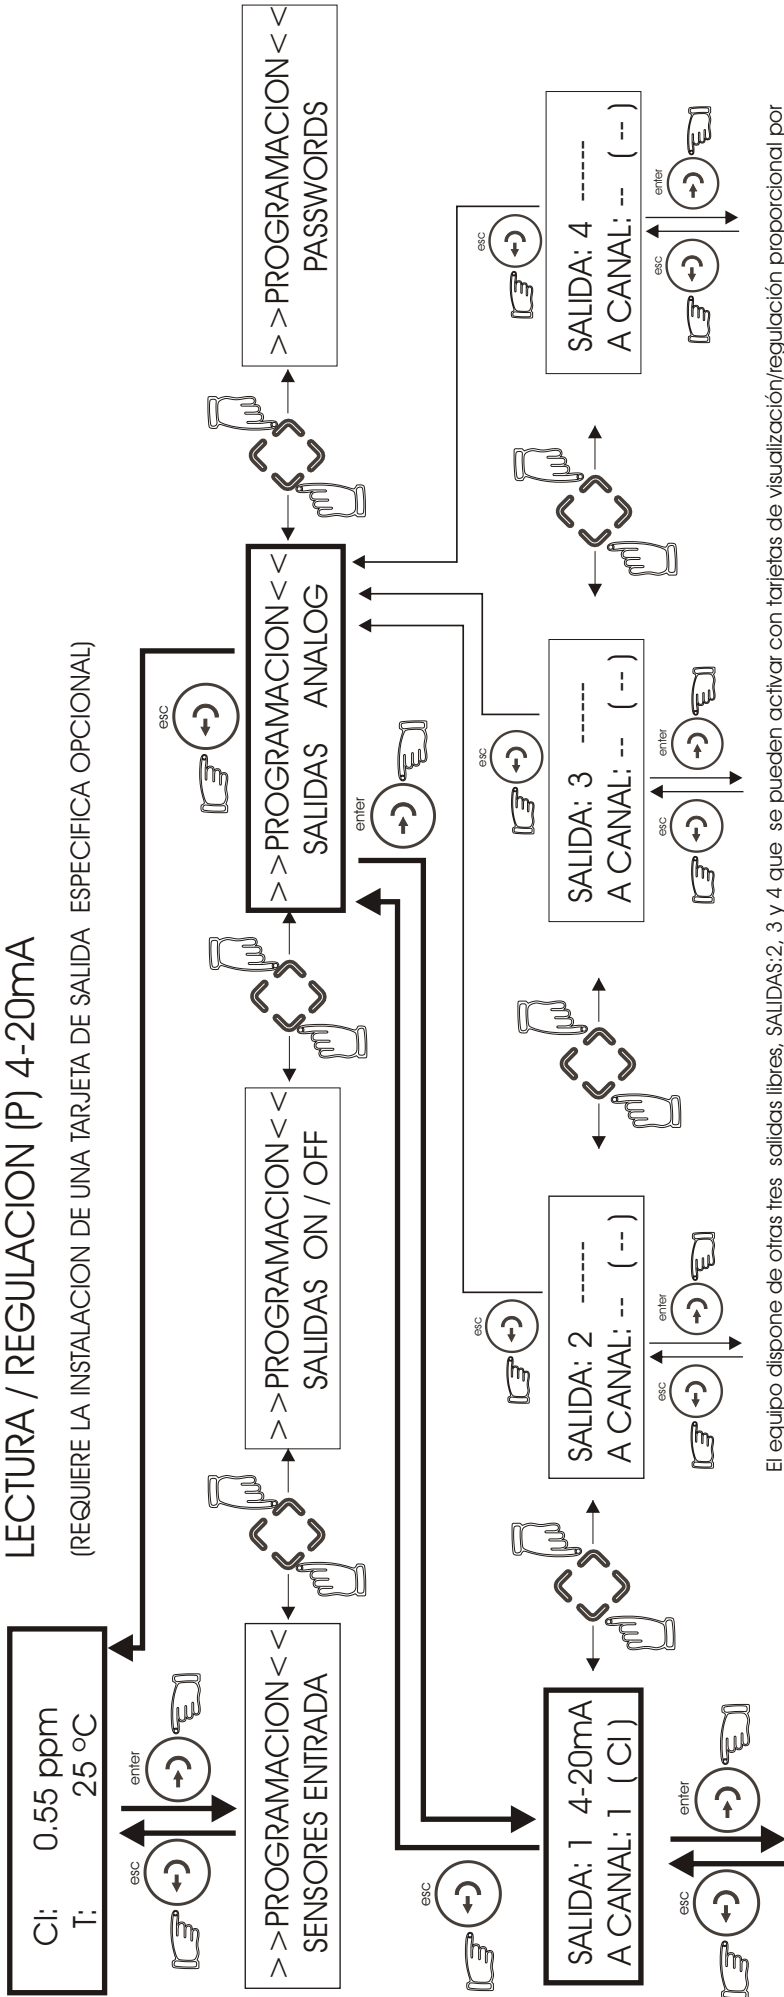 LECTURA / REGULACION (P) 4-20mA
(REQUIERE LA INSTALACION DE UNA TARJETA DE SALIDA ESPECIFICA OPCIONAL)
Cl: 0.55 ppm
T: 25 ºC
esc
enter
esc
>>PROGRAMACION<<
SENSORES ENTRADA
>>PROGRAMACION<<
SALIDAS ON / OFF
>>PROGRAMACION<<
SALIDAS ANALOG
>>PROGRAMACION<<
PASSWORDS
enter
esc
esc
esc
esc
SALIDA: 1 4-20mA
A CANAL: 1 ( Cl )
SALIDA: 2 ------
A CANAL: -- ( -- )
SALIDA: 3 ------
A CANAL: -- ( -- )
SALIDA: 4 ------
A CANAL: -- ( -- )
esc
enter
esc
enter
esc
enter
esc
enter
El equipo dispone de otras tres salidas libres, SALIDAS:2, 3 y 4 que se pueden activar con tarjetas de visualización/regulación proporcional por